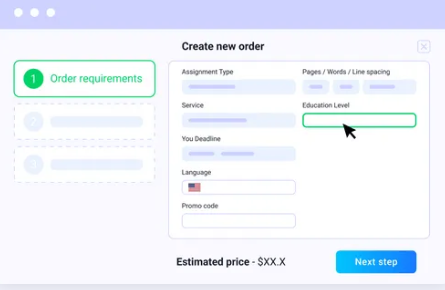 Create new order
1 Order requirements
Assignment Type
Pages / Words / Line spacing
Service
Education Level
You Deadline
Language
Promo code
Estimated price - $XX.X
Next step